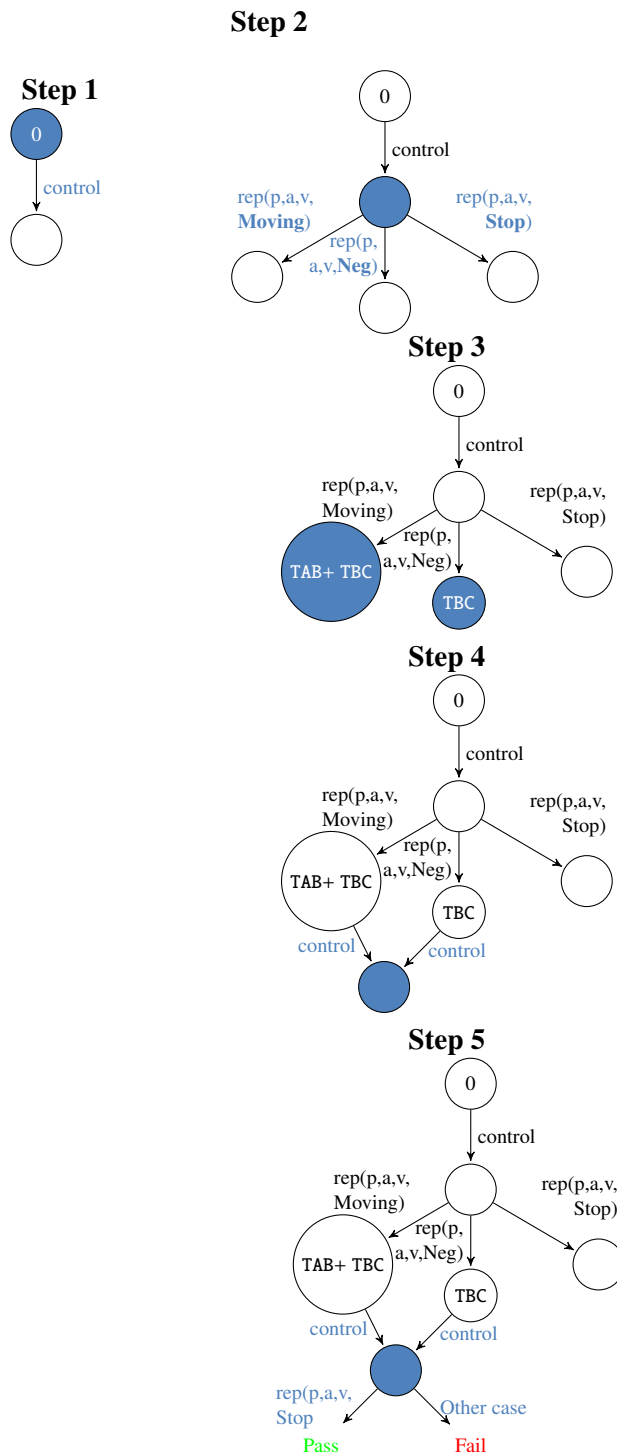 Step 2
Step 1
0
control
0
control
rep(p,a,v,
Moving)
rep(p,
a,v,Neg)
rep(p,a,v,
Stop)
Step 3
0
control
rep(p,a,v,
Moving)
rep(p,
a,v,Neg)
rep(p,a,v,
Stop)
TAB+ TBC
TBC
Step 4
0
control
rep(p,a,v,
Moving)
rep(p,
a,v,Neg)
rep(p,a,v,
Stop)
TAB+ TBC
TBC
control
control
Step 5
0
control
rep(p,a,v,
Moving)
rep(p,
a,v,Neg)
rep(p,a,v,
Stop)
TAB+ TBC
TBC
control
control
rep(p,a,v,
Stop
Other case
Pass
Fail